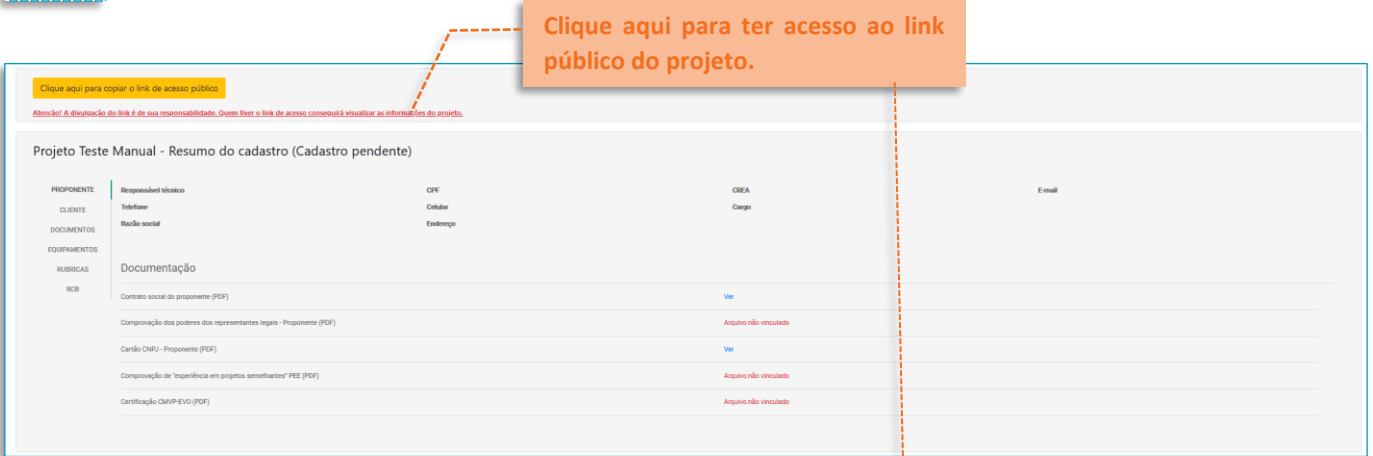 Clique aqui para ter acesso ao link
público do projeto.
Clique aqui para copiar o link de acesso público
Atenção! A divulgação do link é de sua responsabilidade. Quem tiver o link de acesso conseguirá visualizar as informações do projeto.
Projeto Teste Manual - Resumo do cadastro (Cadastro pendente)
PROPONENTE
CLIENTE
DOCUMENTOS
EQUIPAMENTOS
RUBRICAS
RCB
Responsável técnico CPF CREA E-mail
Telefone Celular Cargo
Razão social Endereço
Documentação
Contrato social do proponente (PDF) Ver
Comprovação dos poderes dos representantes legais - Proponente (PDF) Arquivo não vinculado
Cartão CNPJ - Proponente (PDF) Ver
Comprovação de "experiência em projetos semelhantes" PEE (PDF) Arquivo não vinculado
Certificação CMVP-EVO (PDF) Arquivo não vinculado